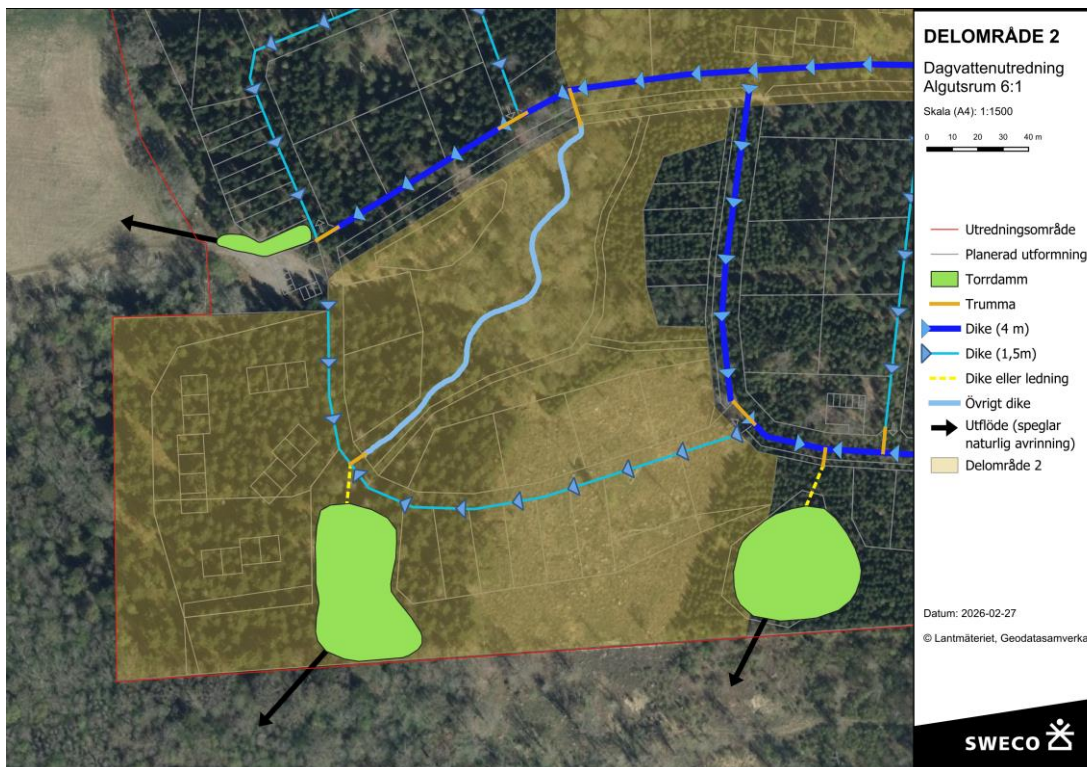 DELOMRÅDE 2
Dagvattenutredning
Algutsrum 6:1
Skala (A4): 1:1500
0 10 20 30 40 m
Utredningsområde
Planerad utformning
Torrdamm
Trumma
Dike (4 m)
Dike (1,5m)
Dike eller ledning
Övrigt dike
Utflöde (speglar
naturlig avrinning)
Delområde 2
Datum: 2026-02-27
© Lantmäteriet, Geodatasamverka
SWECO